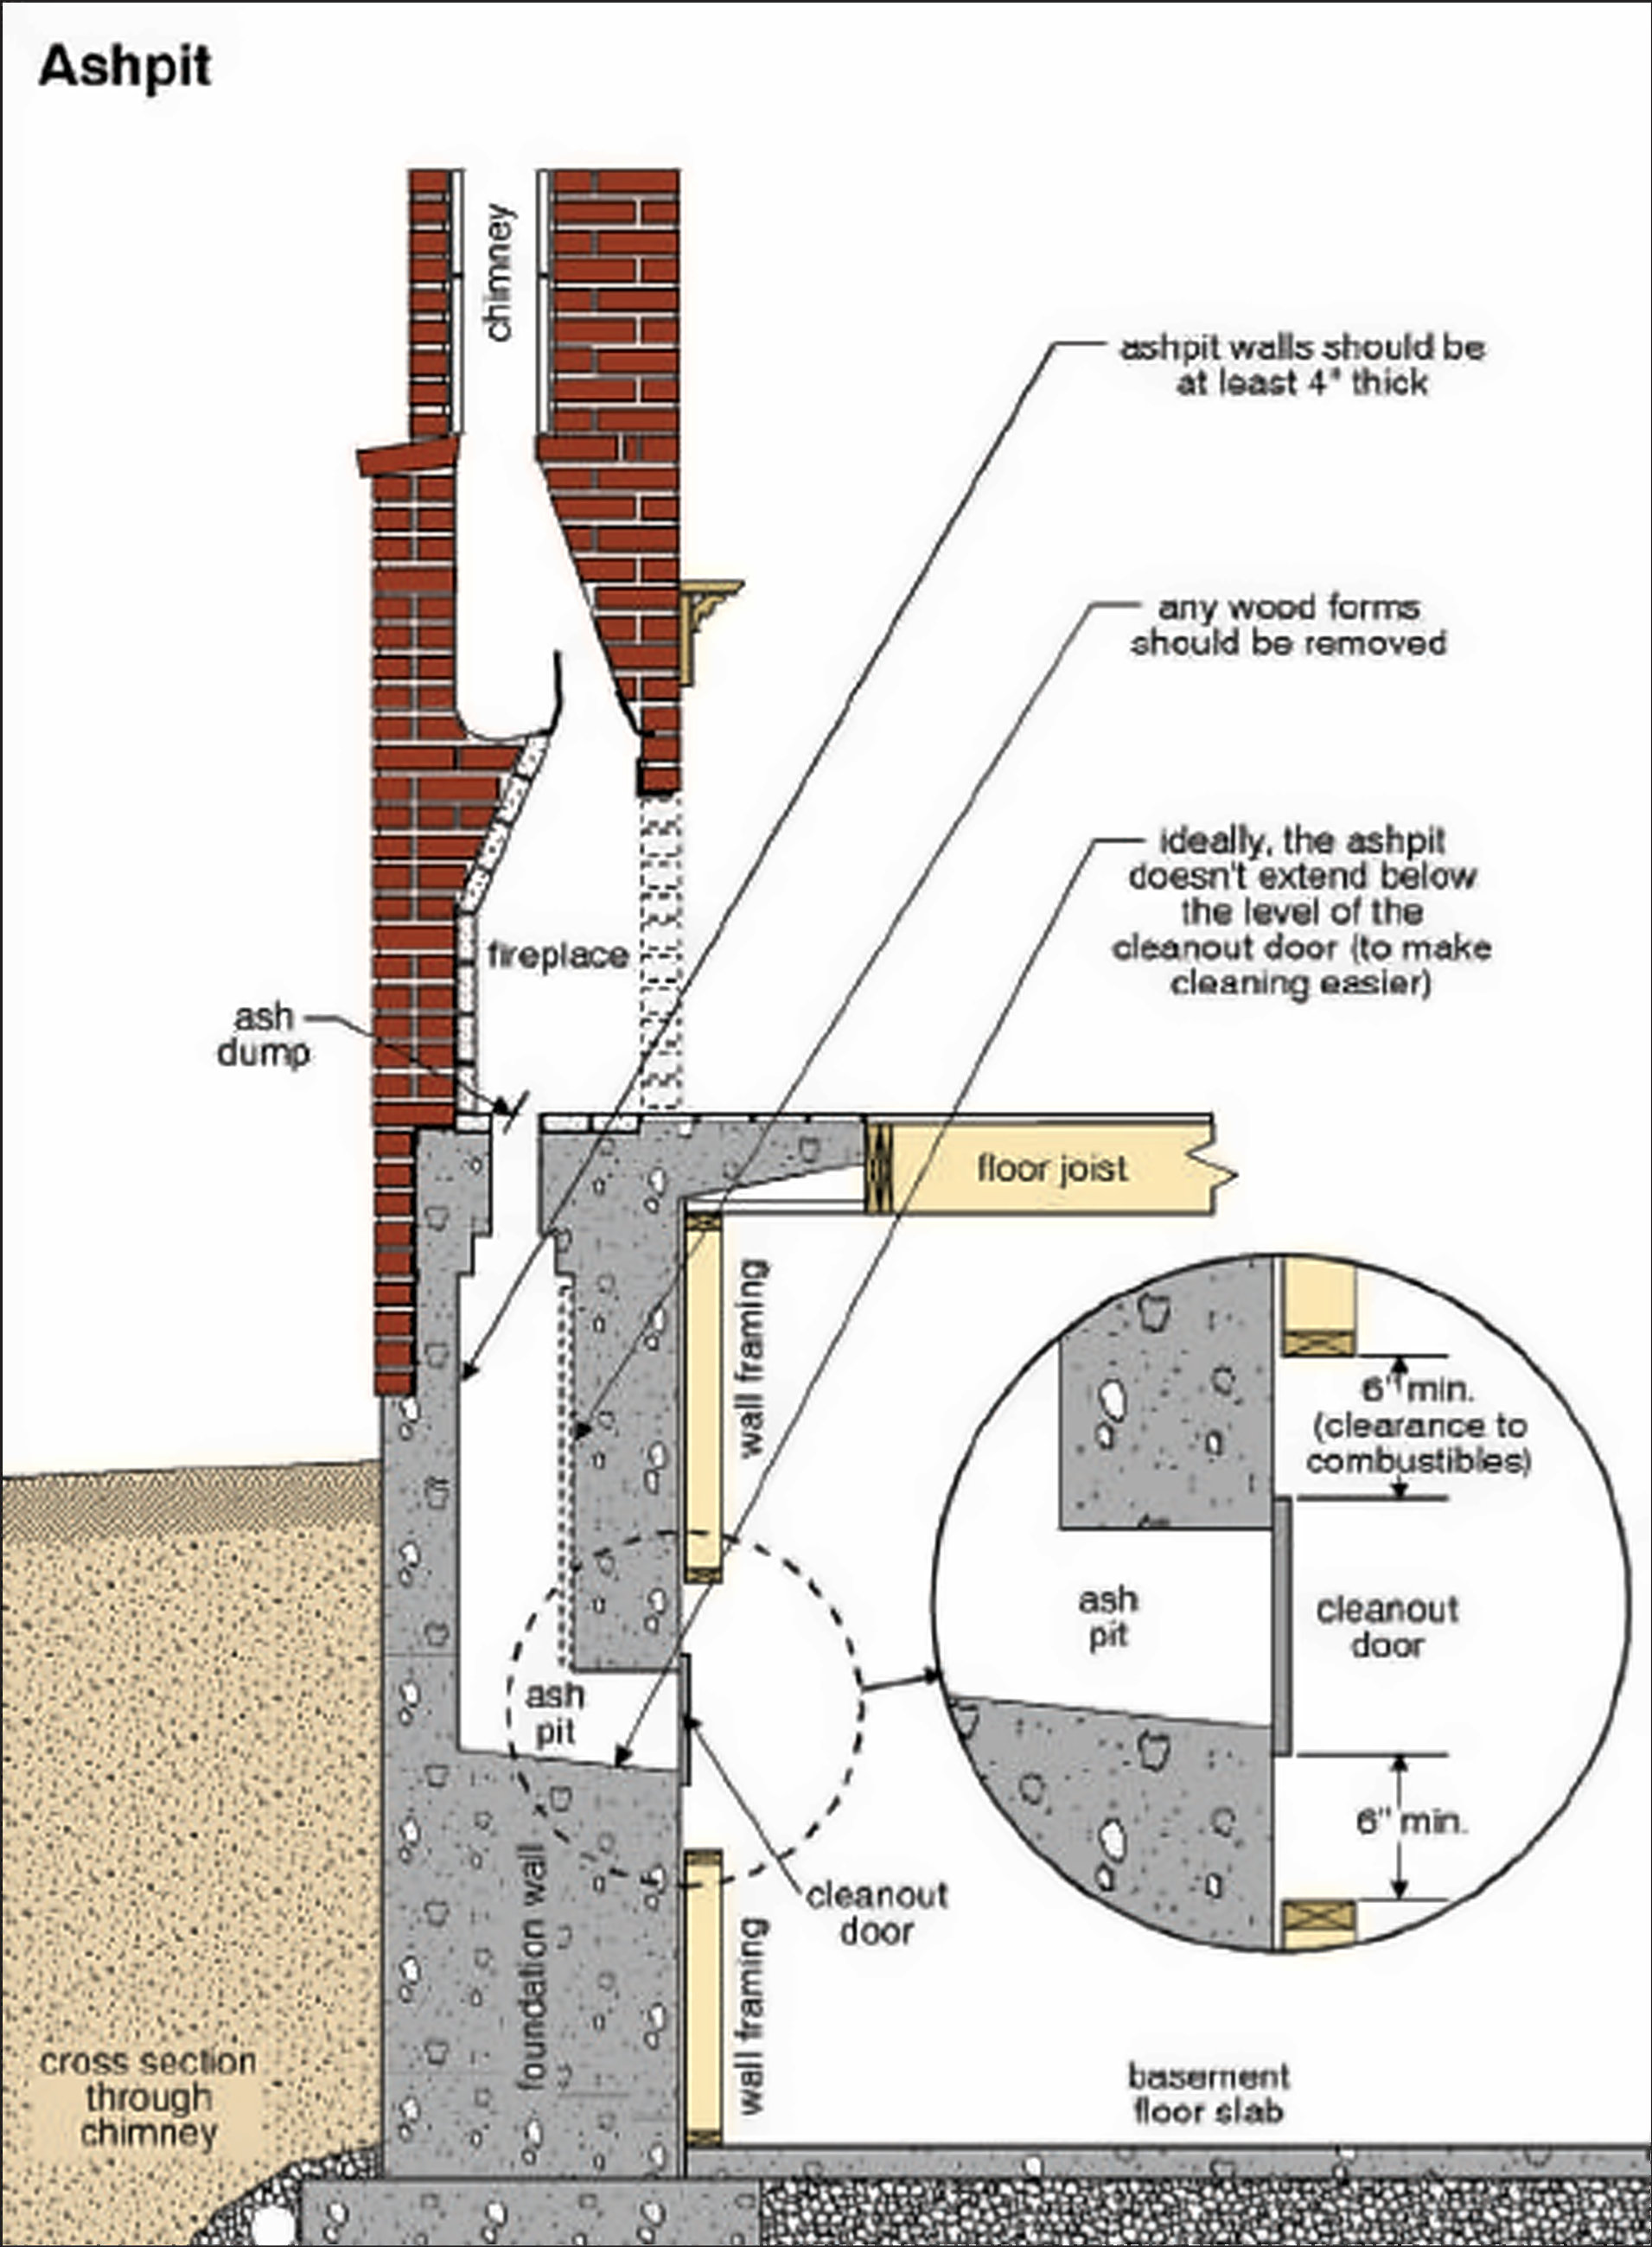 Ashpit
chimney
ashpit walls should be
at least 4" thick
any wood forms
should be removed
ideally, the ashpit
doesn't extend below
the level of the
cleanout door (to make
cleaning easier)
fireplace
ash
dump
floor joist
wall framing
6" min.
(clearance to
combustibles)
ash
pit
cleanout
door
ash
pit
6" min.
cleanout
door
foundation wall
wall framing
cross section
through
chimney
basement
floor slab